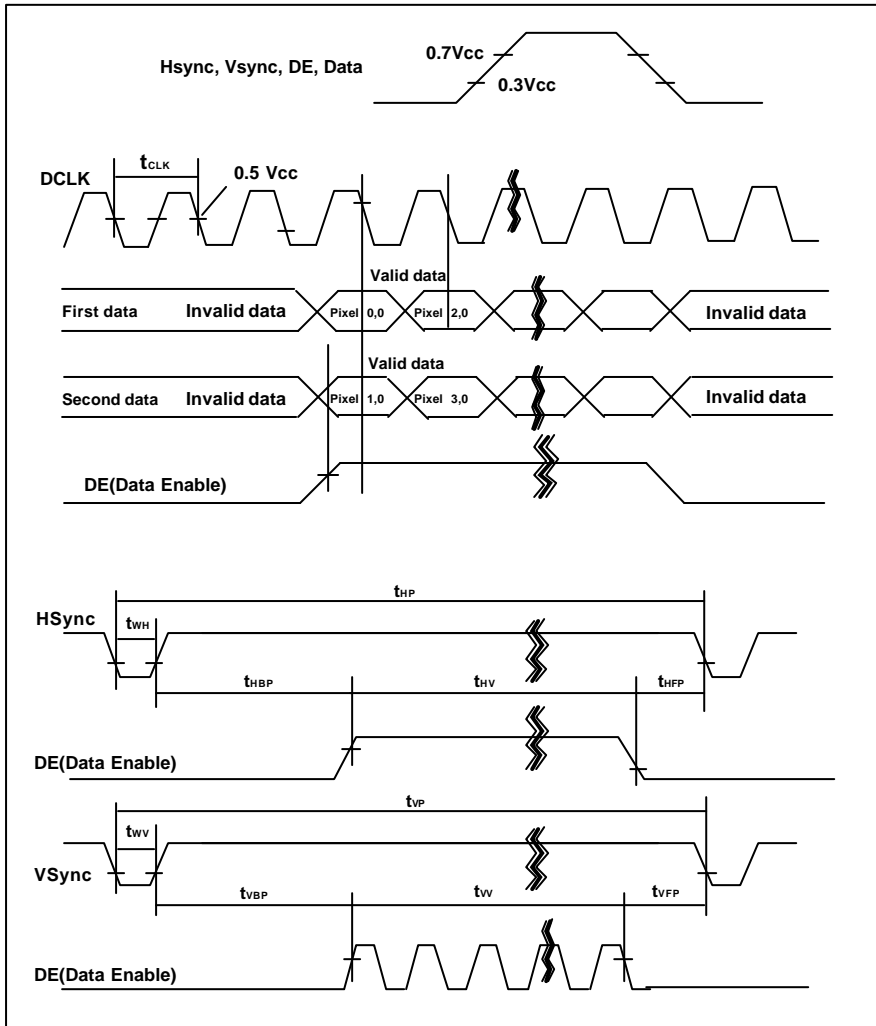 0.7Vcc
Hsync, Vsync, DE, Data
0.3Vcc
tCLK
0.5 Vcc
DCLK
Valid data
First data Invalid data Pixel 0,0 Pixel 2,0 Invalid data
Valid data
Second data Invalid data Pixel 1,0 Pixel 3,0 Invalid data
DE(Data Enable)
tHP
HSync
tWH
tHBP tHV tHFP
DE(Data Enable)
tVP
tWV
VSync
tVBP tVV tVFP
DE(Data Enable)